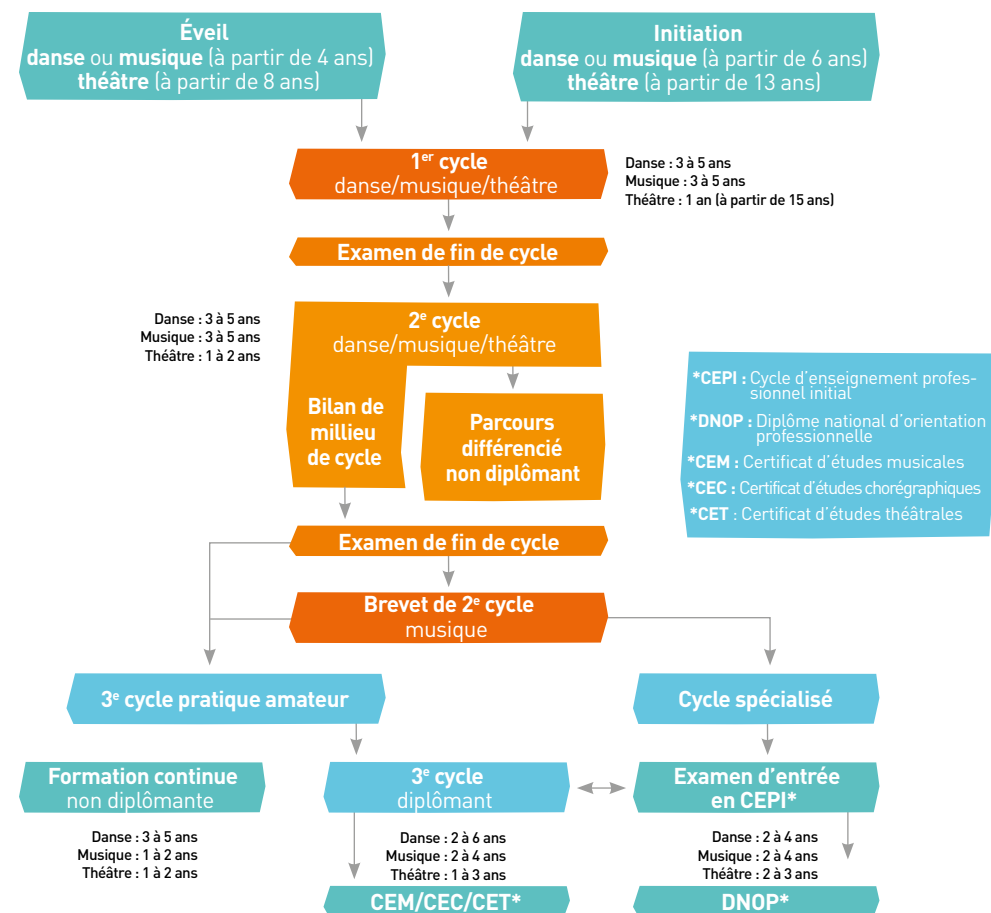 Éveil
danse ou musique (à partir de 4 ans)
théâtre (à partir de 8 ans)
Initiation
danse ou musique (à partir de 6 ans)
théâtre (à partir de 13 ans)
1er cycle
danse/musique/théâtre
Danse : 3 à 5 ans
Musique : 3 à 5 ans
Théâtre : 1 an (à partir de 15 ans)
Examen de fin de cycle
Danse : 3 à 5 ans
Musique : 3 à 5 ans
Théâtre : 1 à 2 ans
2e cycle
danse/musique/théâtre
Bilan de
millieu
de cycle
Parcours
différencié
non diplômant
*CEPI : Cycle d'enseignement profes-
sionnel initial
*DNOP : Diplôme national d'orientation
professionnelle
*CEM : Certificat d'études musicales
*CEC : Certificat d'études chorégraphiques
*CET : Certificat d'études théâtrales
Examen de fin de cycle
Brevet de 2e cycle
musique
3e cycle pratique amateur
Cycle spécialisé
Formation continue
non diplômante
Danse : 3 à 5 ans
Musique : 1 à 2 ans
Théâtre : 1 à 2 ans
3e cycle
diplômant
Danse : 2 à 6 ans
Musique : 2 à 4 ans
Théâtre : 1 à 3 ans
CEM/CEC/CET*
Examen d'entrée
en CEPI*
Danse : 2 à 4 ans
Musique : 2 à 4 ans
Théâtre : 2 à 3 ans
DNOP*